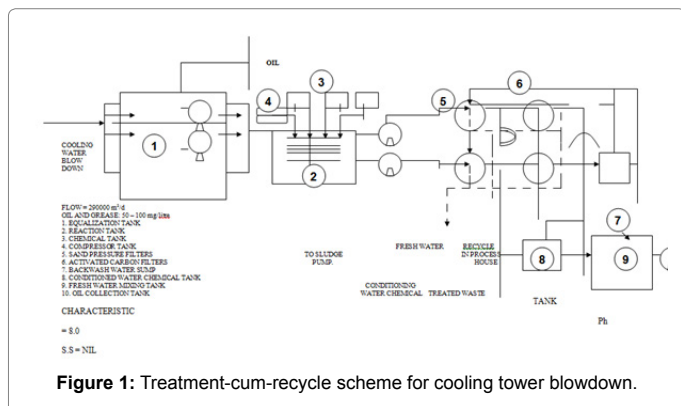 OIL
3
6
4
5
1
COOLING
WATER
BLOW
DOWN
2
FLOW = 290000 m³/d
OIL AND GREASE: 50 – 100 mg/litra
1. EQUALIZATION TANK
2. REACTION TANK
3. CHEMICAL TANK
4. COMPRESSOR TANK
5. SAND PRESSURE FILTERS
6. ACTIVATED CARBON FILTERS
7. BACKWASH WATER SUMP
8. CONDITIONED WATER CHEMICAL TANK
9. FRESH WATER MIXING TANK
10. OIL COLLECTION TANK
TO SLUDGE
PUMP.
FRESH WATER
RECYCLE
IN PROCESS
HOUSE
7
8
9
CONDITIONING
WATER CHEMICAL TREATED WASTE
TANK
Ph
CHARACTERISTIC
= 8.0
S.S = NIL
Figure 1: Treatment-cum-recycle scheme for cooling tower blowdown.